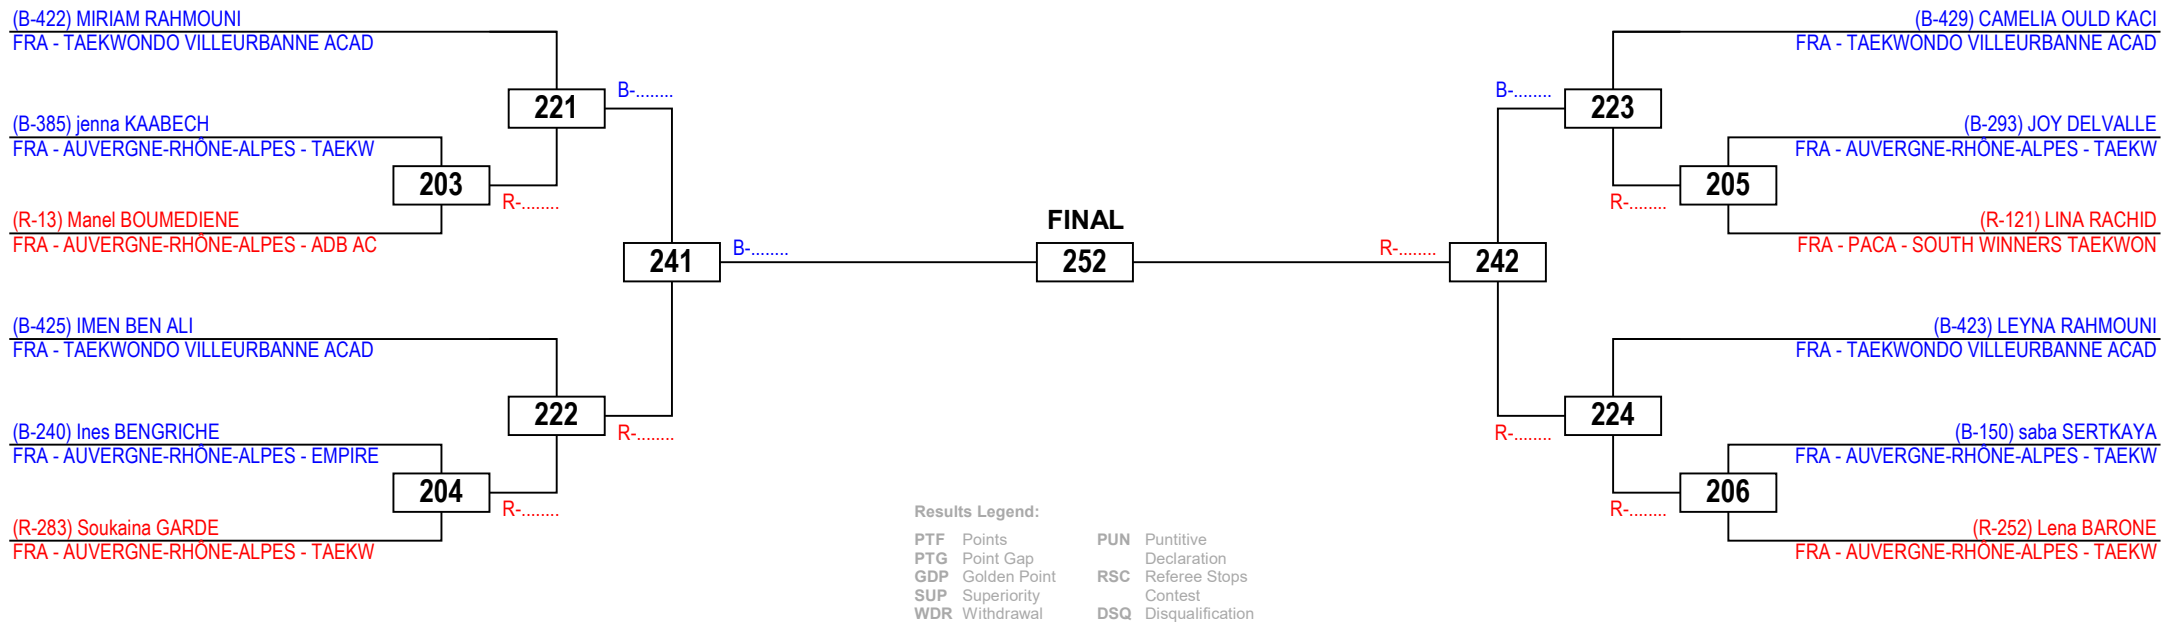 (B-422) MIRIAM RAHMOUNI
FRA - TAEKWONDO VILLEURBANNE ACAD
221
B-........
(B-385) jenna KAABECH
FRA - AUVERGNE-RHÔNE-ALPES - TAEKW
203
R-........
(R-13) Manel BOUMEDIENE
FRA - AUVERGNE-RHÔNE-ALPES - ADB AC
241
B-........
(B-425) IMEN BEN ALI
FRA - TAEKWONDO VILLEURBANNE ACAD
222
R-........
(B-240) Ines BENGRICHE
FRA - AUVERGNE-RHÔNE-ALPES - EMPIRE
204
R-........
(R-283) Soukaina GARDE
FRA - AUVERGNE-RHÔNE-ALPES - TAEKW
FINAL
252
(B-429) CAMELIA OULD KACI
FRA - TAEKWONDO VILLEURBANNE ACAD
B-........
223
(B-293) JOY DELVALLE
FRA - AUVERGNE-RHÔNE-ALPES - TAEKW
205
R-........
(R-121) LINA RACHID
FRA - PACA - SOUTH WINNERS TAEKWON
R-........
242
(B-423) LEYNA RAHMOUNI
FRA - TAEKWONDO VILLEURBANNE ACAD
224
R-........
(B-150) saba SERTKAYA
FRA - AUVERGNE-RHÔNE-ALPES - TAEKW
206
R-........
(R-252) Lena BARONE
FRA - AUVERGNE-RHÔNE-ALPES - TAEKW
Results Legend:
PTF Points
PTG Point Gap
GDP Golden Point
SUP Superiority
WDR Withdrawal
PUN Puntitive
Declaration
RSC Referee Stops
Contest
DSQ Disqualification